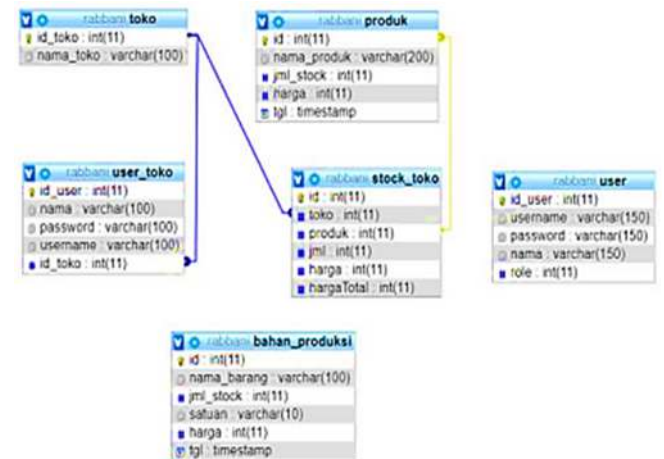 rabbani toko
id_toko : int(11)
nama_toko : varchar(100)
rabbani produk
id : int(11)
nama_produk : varchar(200)
jml_stock : int(11)
harga : int(11)
tgl : timestamp
rabbani user_toko
id_user : int(11)
nama : varchar(100)
password : varchar(100)
username : varchar(100)
id_toko : int(11)
rabbani stock_toko
id : int(11)
toko : int(11)
produk : int(11)
jml : int(11)
harga : int(11)
hargaTotal : int(11)
rabbani user
id_user : int(11)
username : varchar(150)
password : varchar(150)
nama : varchar(150)
role : int(11)
rabbani bahan_produksi
id : int(11)
nama_barang : varchar(100)
jml_stock : int(11)
satuan : varchar(10)
harga : int(11)
tgl : timestamp